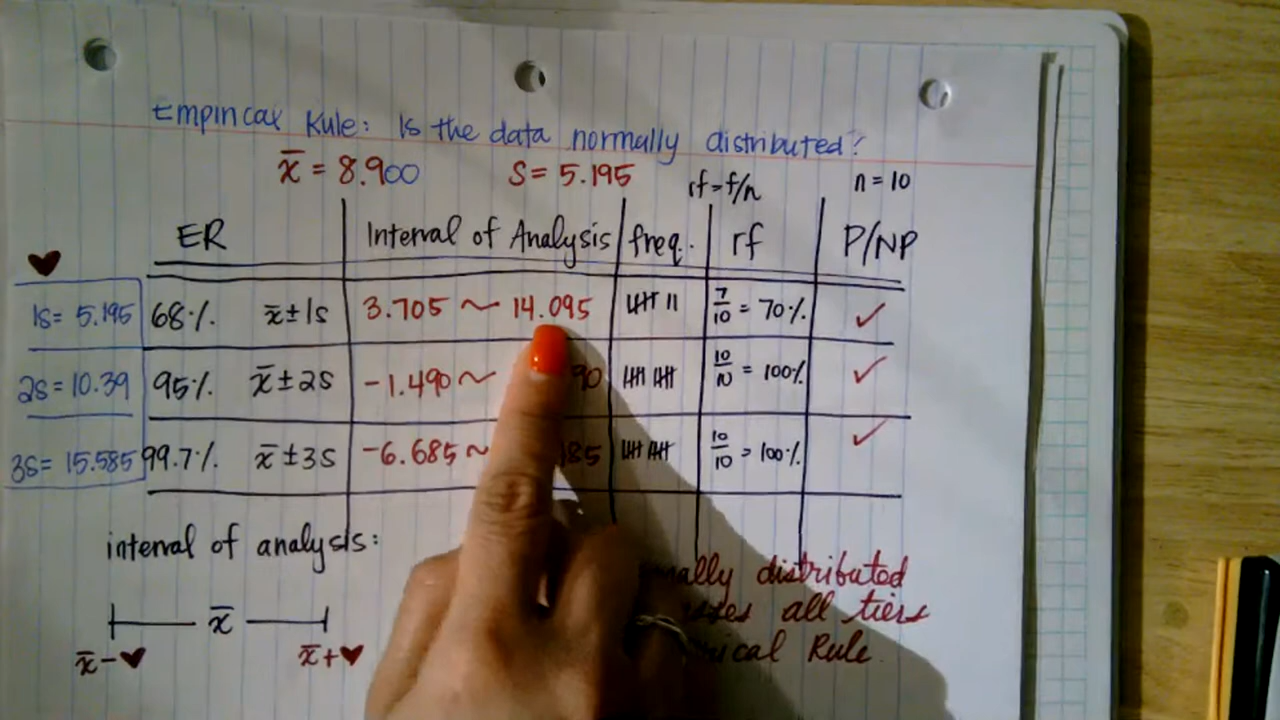 Empirical Rule: Is the data normally distributed?
x̄ = 8.900 S = 5.195 rf = f/n n = 10
ER Interval of Analysis freq. rf P/NP
♥
1s = 5.195 68% x̄ ± 1s 3.705 ~ 14.095 𝍸 || 7/10 = 70% ✓
2s = 10.39 95% x̄ ± 2s -1.490 ~ 90 𝍸 𝍸 10/10 = 100% ✓
3s = 15.585 99.7% x̄ ± 3s -6.685 ~ 85 𝍸 𝍸 10/10 = 100% ✓
interval of analysis:
x̄
x̄ - ♥ x̄ + ♥
distributed
all tiers
Rule